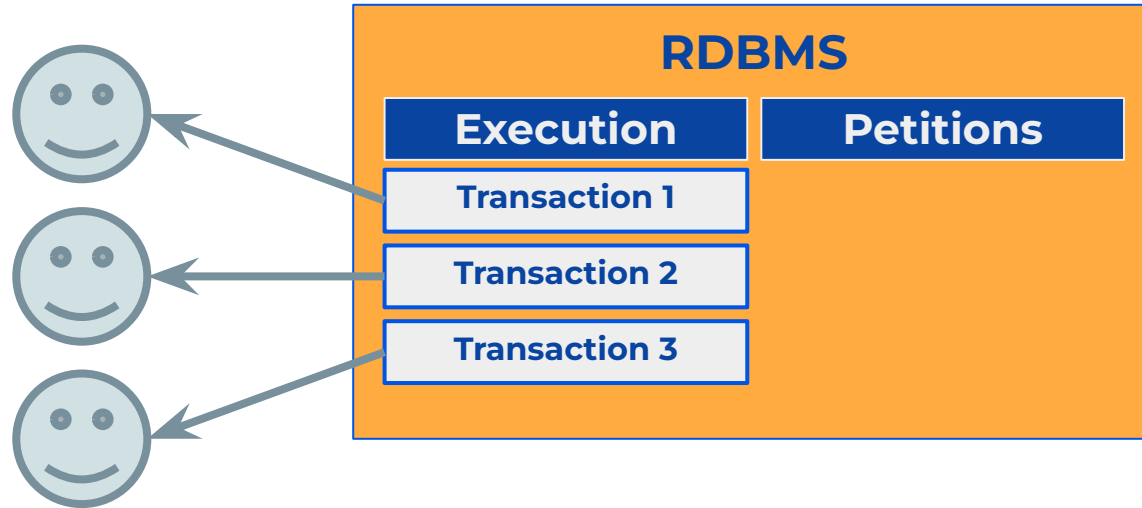 RDBMS
Execution
Petitions
Transaction 1
Transaction 2
Transaction 3